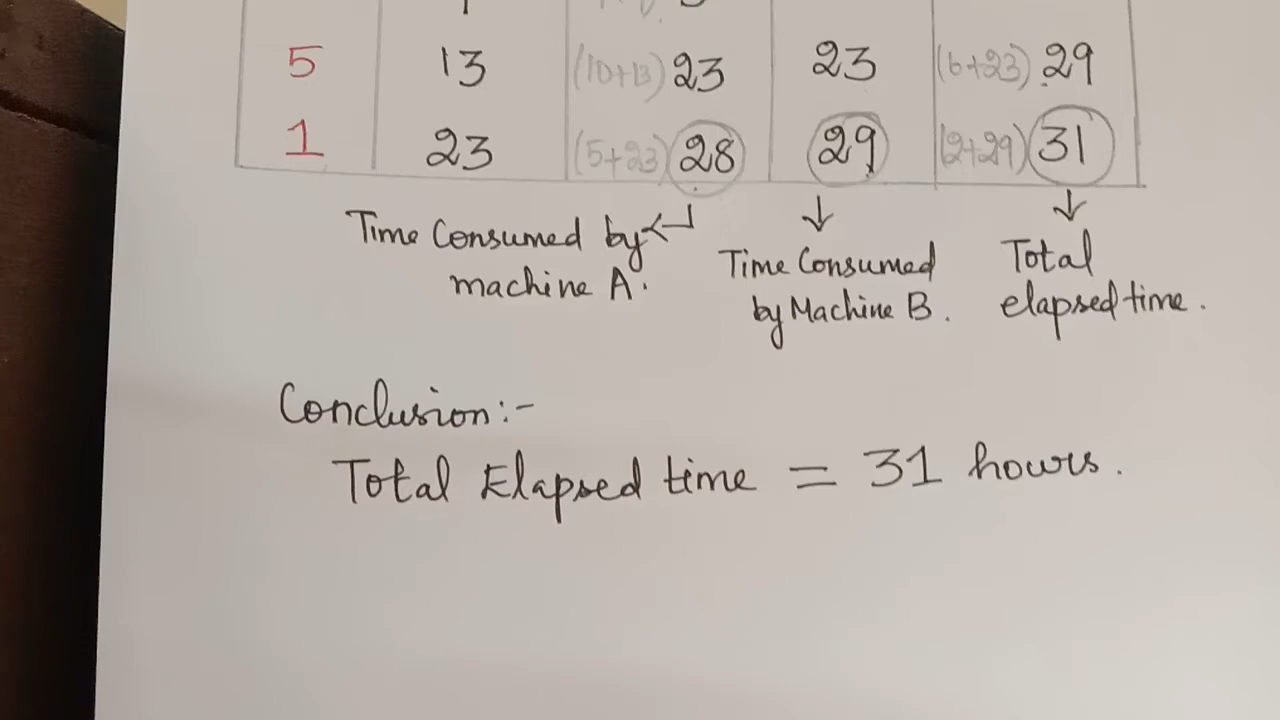 5 13 (10+13) 23 23 (6+23) 29
1 23 (5+23) 28 29 (2+29) 31
Time Consumed by
machine A.
Time Consumed
by Machine B.
Total
elapsed time.
Conclusion:-
Total Elapsed time = 31 hours.